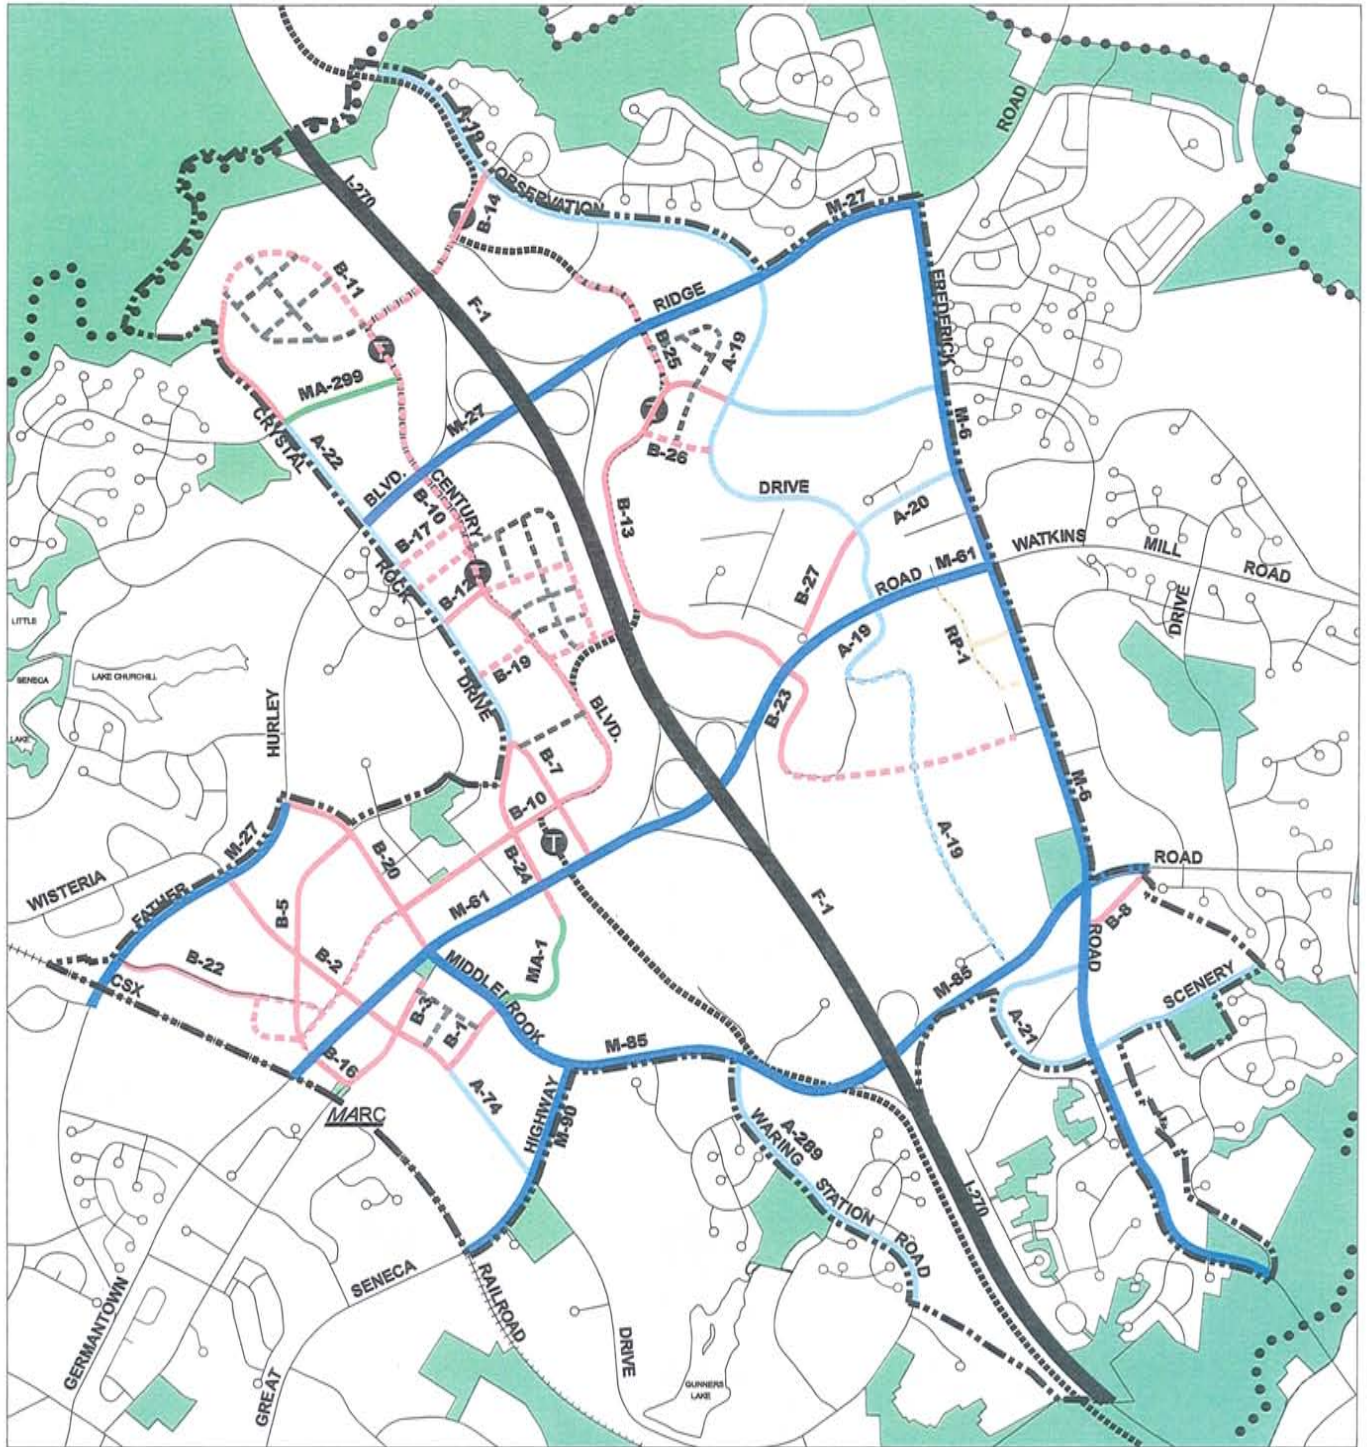 ROAD
A-19
I-270
OBSERVATION
M-27
B-14
T
B-11
F-1
RIDGE
FREDERICK
B-25
A-19
T
MA-299
T
M-27
M-6
CRYSTAL
A-22
BLVD.
CENTURY
B-26
DRIVE
B-10
B-13
A-20
B-17
WATKINS
MILL
ROAD
M-61
ROAD
ROCK
T
B-12
B-27
DRIVE
LITTLE
SENECA
LAKE
LAKE CHURCHILL
A-19
RP-1
B-19
DRIVE
HURLEY
BLVD.
B-23
B-7
M-6
B-10
T
M-27
A-19
ROAD
WISTERIA
FATHER
B-20
B-24
M-61
F-1
B-5
B-8
ROAD
B-22
B-2
MA-1
MIDDLEBROOK
M-85
CSX
SCENERY
B-3
B-1
A-21
M-85
B-16
A-74
MARC
HIGHWAY
M-90
A-289
WARING
STATION
ROAD
I-270
SENECA
RAILROAD
GERMANTOWN
GREAT
DRIVE
GUNNERS
LAKE